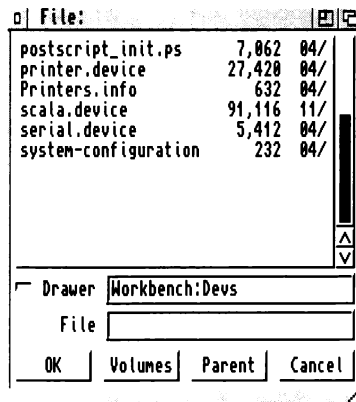 File:
postscript_init.ps 7,062 04/
printer.device 27,420 04/
Printers.info 632 04/
scala.device 91,116 11/
serial.device 5,412 04/
system-configuration 232 04/
Drawer Workbench:Devs
File
OK Volumes Parent Cancel